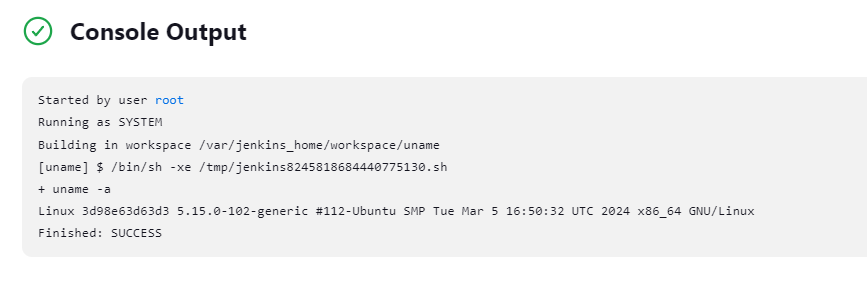 Console Output
Started by user root
Running as SYSTEM
Building in workspace /var/jenkins_home/workspace/uname
[uname] $ /bin/sh -xe /tmp/jenkins8245818684440775130.sh
+ uname -a
Linux 3d98e63d63d3 5.15.0-102-generic #112-Ubuntu SMP Tue Mar 5 16:50:32 UTC 2024 x86_64 GNU/Linux
Finished: SUCCESS